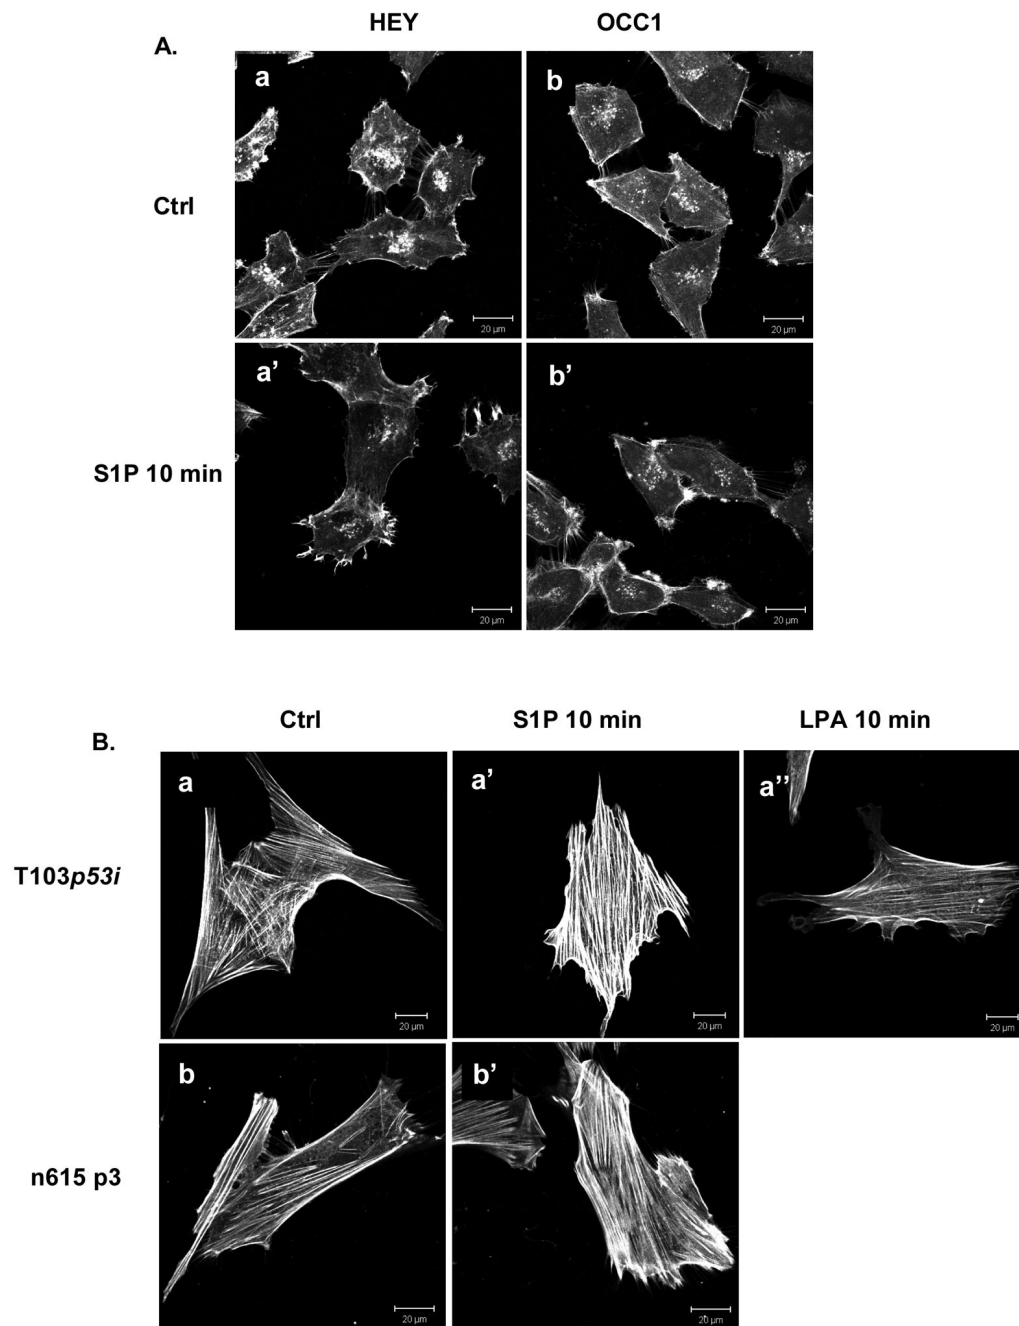 HEY OCC1
A.
a b
Ctrl
20 µm 20 µm
a’ b’
S1P 10 min
20 µm 20 µm
Ctrl S1P 10 min LPA 10 min
B.
a a’ a’’
T103p53i
20 µm 20 µm 20 µm
b b’
n615 p3
20 µm 20 µm